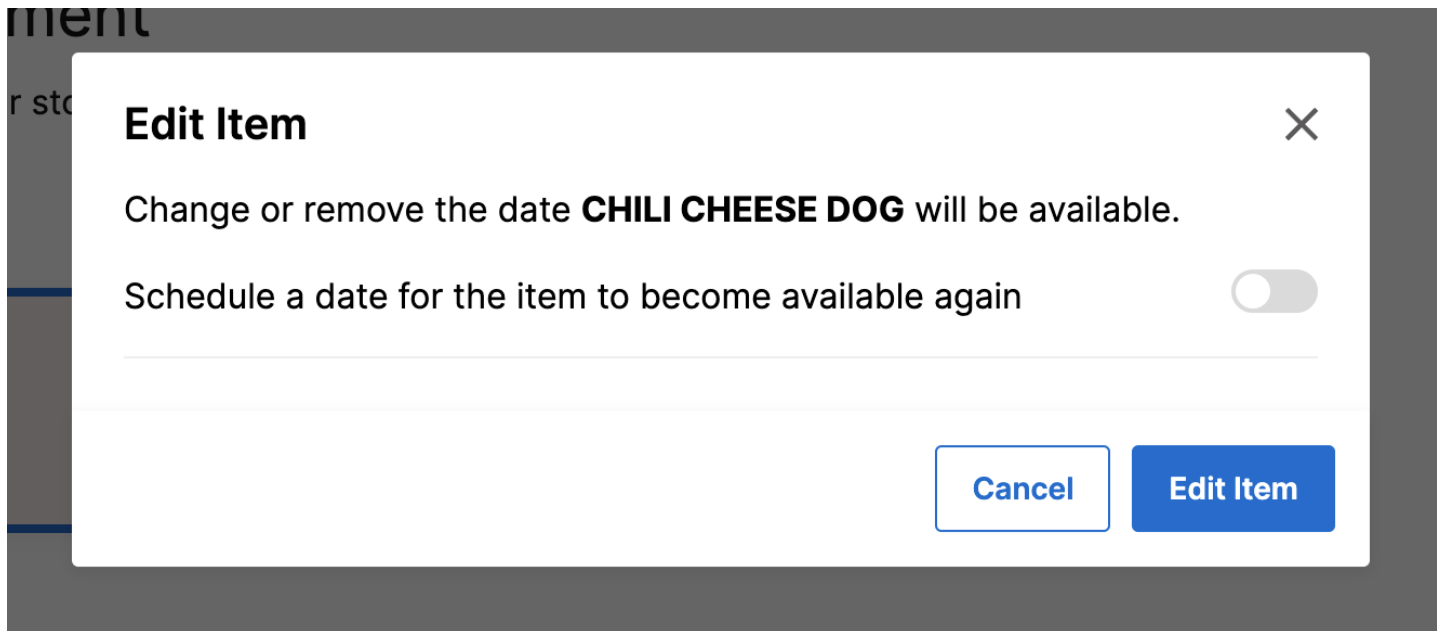 ment
r sto
Edit Item
Change or remove the date CHILI CHEESE DOG will be available.
Schedule a date for the item to become available again
Cancel
Edit Item